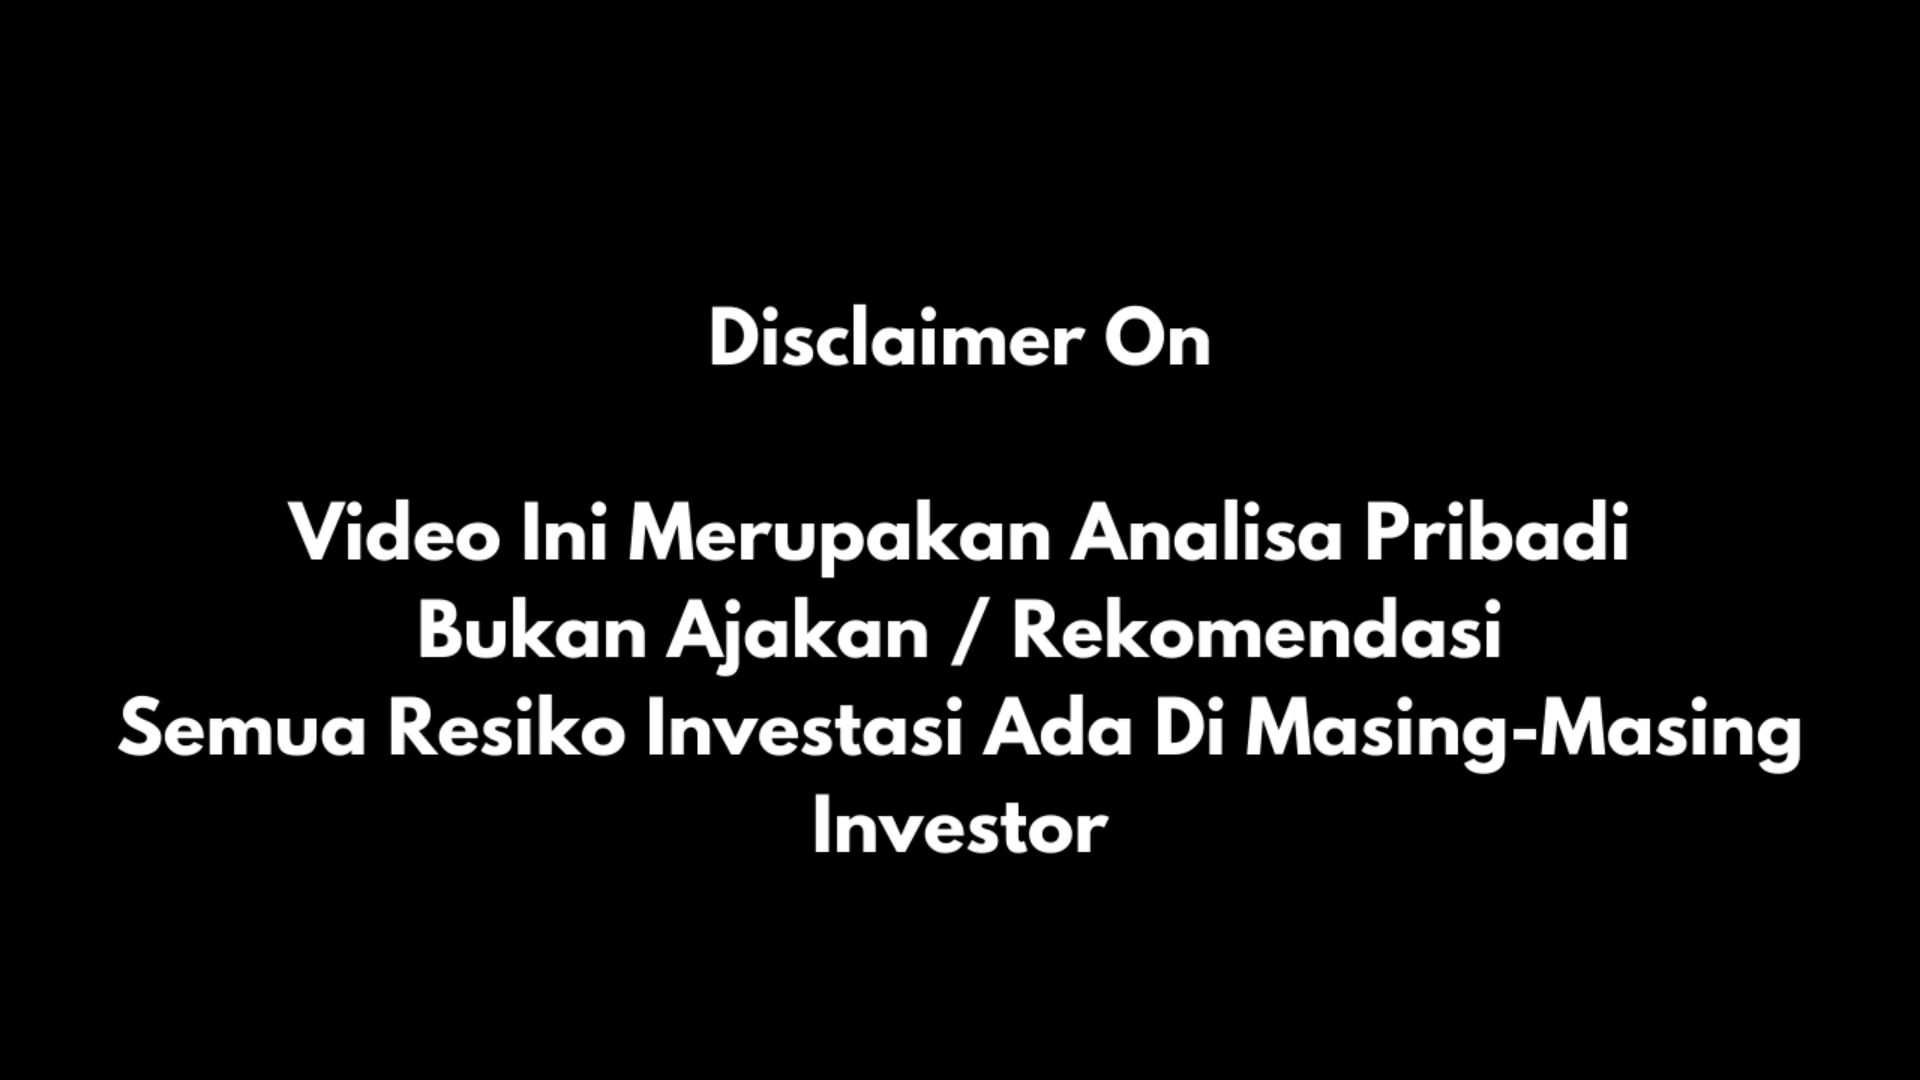 Disclaimer On
Video Ini Merupakan Analisa Pribadi
Bukan Ajakan / Rekomendasi
Semua Resiko Investasi Ada Di Masing-Masing
Investor